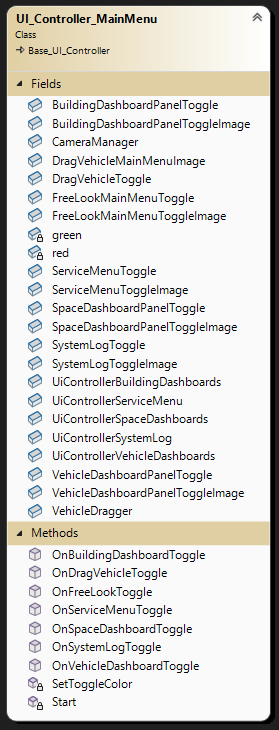 UI_Controller_MainMenu
Class
Base_UI_Controller
Fields
BuildingDashboardPanelToggle
BuildingDashboardPanelToggleImage
CameraManager
DragVehicleMainMenuImage
DragVehicleToggle
FreeLookMainMenuToggle
FreeLookMainMenuToggleImage
green
red
ServiceMenuToggle
ServiceMenuToggleImage
SpaceDashboardPanelToggle
SpaceDashboardPanelToggleImage
SystemLogToggle
SystemLogToggleImage
UiControllerBuildingDashboards
UiControllerServiceMenu
UiControllerSpaceDashboards
UiControllerSystemLog
UiControllerVehicleDashboards
VehicleDashboardPanelToggle
VehicleDashboardPanelToggleImage
VehicleDragger
Methods
OnBuildingDashboardToggle
OnDragVehicleToggle
OnFreeLookToggle
OnServiceMenuToggle
OnSpaceDashboardToggle
OnSystemLogToggle
OnVehicleDashboardToggle
SetToggleColor
Start